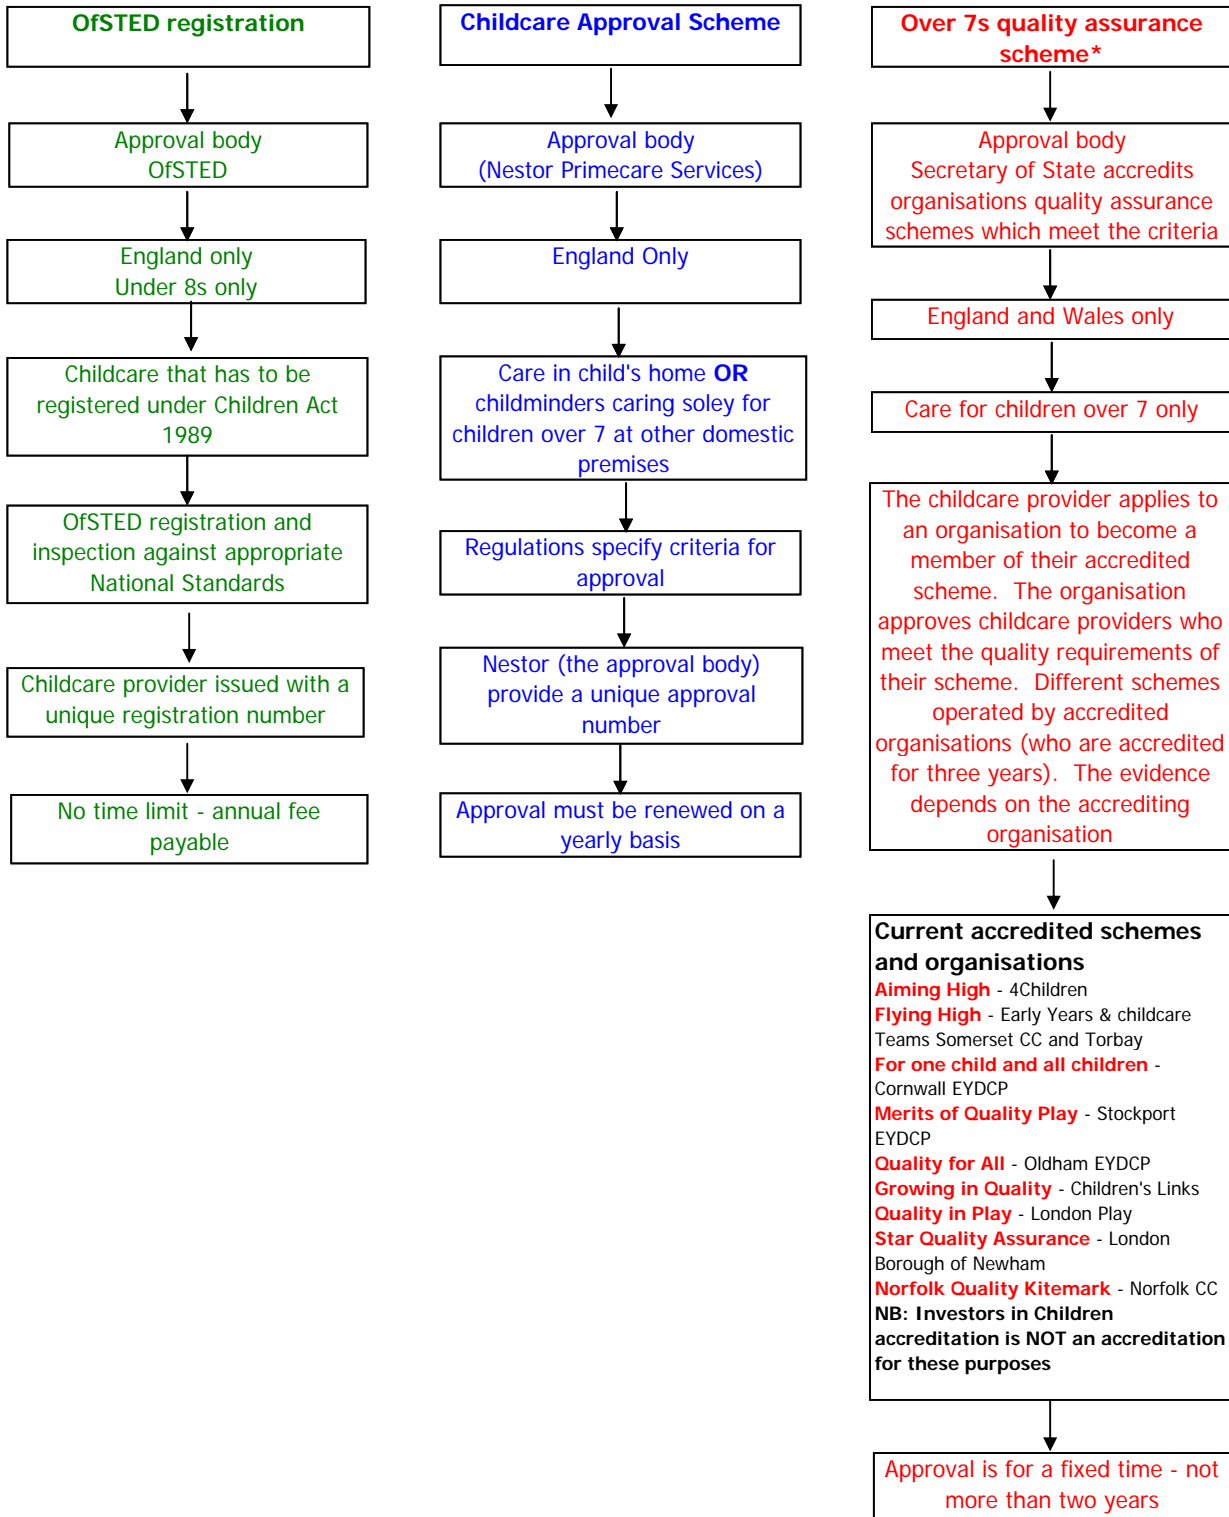 OfSTED registration
Approval body
OfSTED
England only
Under 8s only
Childcare that has to be
registered under Children Act
1989
OfSTED registration and
inspection against appropriate
National Standards
Childcare provider issued with a
unique registration number
No time limit - annual fee
payable
Childcare Approval Scheme
Approval body
(Nestor Primecare Services)
England Only
Care in child's home OR
childminders caring soley for
children over 7 at other domestic
premises
Regulations specify criteria for
approval
Nestor (the approval body)
provide a unique approval
number
Approval must be renewed on a
yearly basis
Over 7s quality assurance
scheme*
Approval body
Secretary of State accredits
organisations quality assurance
schemes which meet the criteria
England and Wales only
Care for children over 7 only
The childcare provider applies to
an organisation to become a
member of their accredited
scheme. The organisation
approves childcare providers who
meet the quality requirements of
their scheme. Different schemes
operated by accredited
organisations (who are accredited
for three years). The evidence
depends on the accrediting
organisation
Current accredited schemes
and organisations
Aiming High - 4Children
Flying High - Early Years & childcare
Teams Somerset CC and Torbay
For one child and all children -
Cornwall EYDCP
Merits of Quality Play - Stockport
EYDCP
Quality for All - Oldham EYDCP
Growing in Quality - Children's Links
Quality in Play - London Play
Star Quality Assurance - London
Borough of Newham
Norfolk Quality Kitemark - Norfolk CC
NB: Investors in Children
accreditation is NOT an accreditation
for these purposes
Approval is for a fixed time - not
more than two years